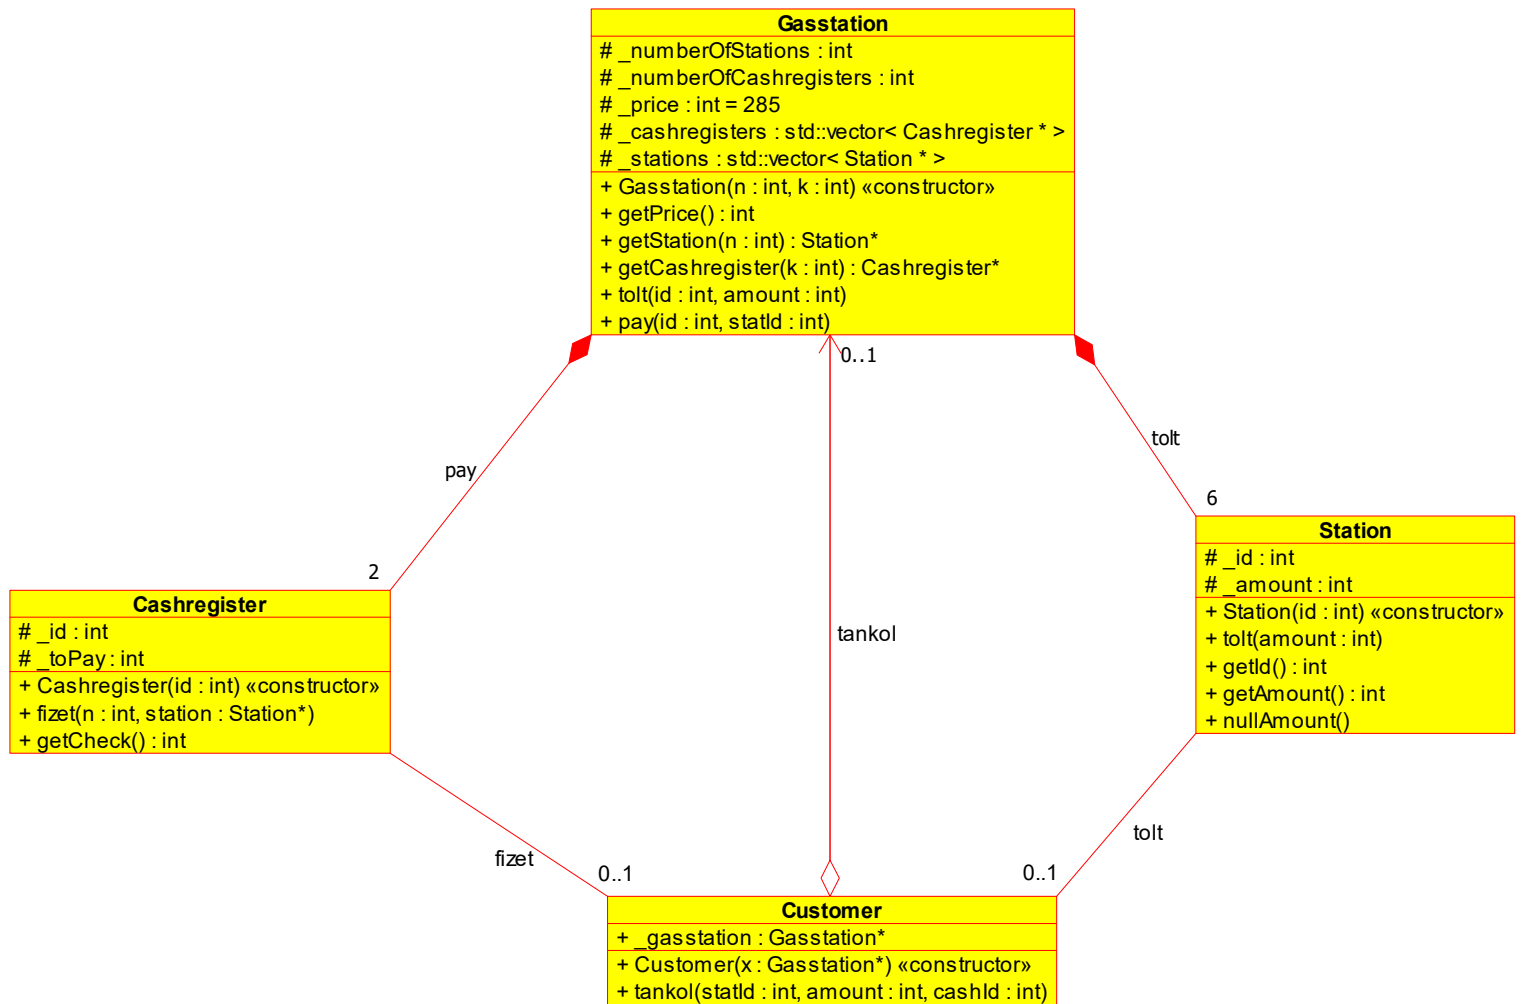 Gasstation
# _numberOfStations : int
# _numberOfCashregisters : int
# _price : int = 285
# _cashregisters : std::vector< Cashregister * >
# _stations : std::vector< Station * >
+ Gasstation(n : int, k : int) «constructor»
+ getPrice() : int
+ getStation(n : int) : Station*
+ getCashregister(k : int) : Cashregister*
+ tolt(id : int, amount : int)
+ pay(id : int, statId : int)
0..1
tolt
pay
6
2
Station
# _id : int
# _amount : int
+ Station(id : int) «constructor»
+ tolt(amount : int)
+ getId() : int
+ getAmount() : int
+ nullAmount()
Cashregister
# _id : int
# _toPay : int
+ Cashregister(id : int) «constructor»
+ fizet(n : int, station : Station*)
+ getCheck() : int
tankol
tolt
fizet
0..1
0..1
Customer
+ _gasstation : Gasstation*
+ Customer(x : Gasstation*) «constructor»
+ tankol(statId : int, amount : int, cashId : int)